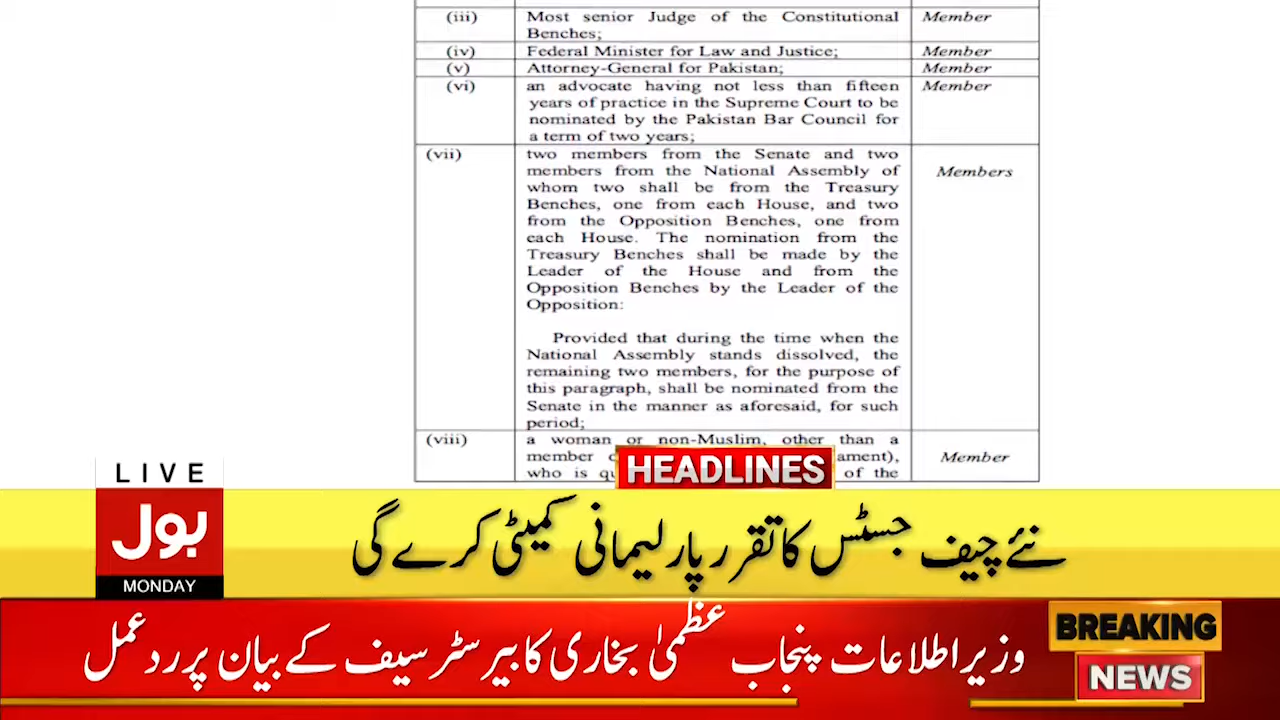 (iii) Most senior Judge of the Constitutional Member
Benches;
(iv) Federal Minister for Law and Justice; Member
(v) Attorney-General for Pakistan; Member
(vi) an advocate having not less than fifteen Member
years of practice in the Supreme Court to be
nominated by the Pakistan Bar Council for
a term of two years;
(vii) two members from the Senate and two
members from the National Assembly of Members
whom two shall be from the Treasury
Benches, one from each House, and two
from the Opposition Benches, one from
each House. The nomination from the
Treasury Benches shall be made by the
Leader of the House and from the
Opposition Benches by the Leader of the
Opposition:
Provided that during the time when the
National Assembly stands dissolved, the
remaining two members, for the purpose of
this paragraph, shall be nominated from the
Senate in the manner as aforesaid, for such
period;
(viii) a woman or non-Muslim, other than a
member ament), Member
who is of the
HEADLINES
LIVE
بول
MONDAY
نئے چیف جسٹس کا تقرر پارلیمانی کمیٹی کرے گی
وزیر اطلاعات پنجاب عظمیٰ بخاری کا بیرسٹر سیف کے بیان پر رد عمل
BREAKING
NEWS